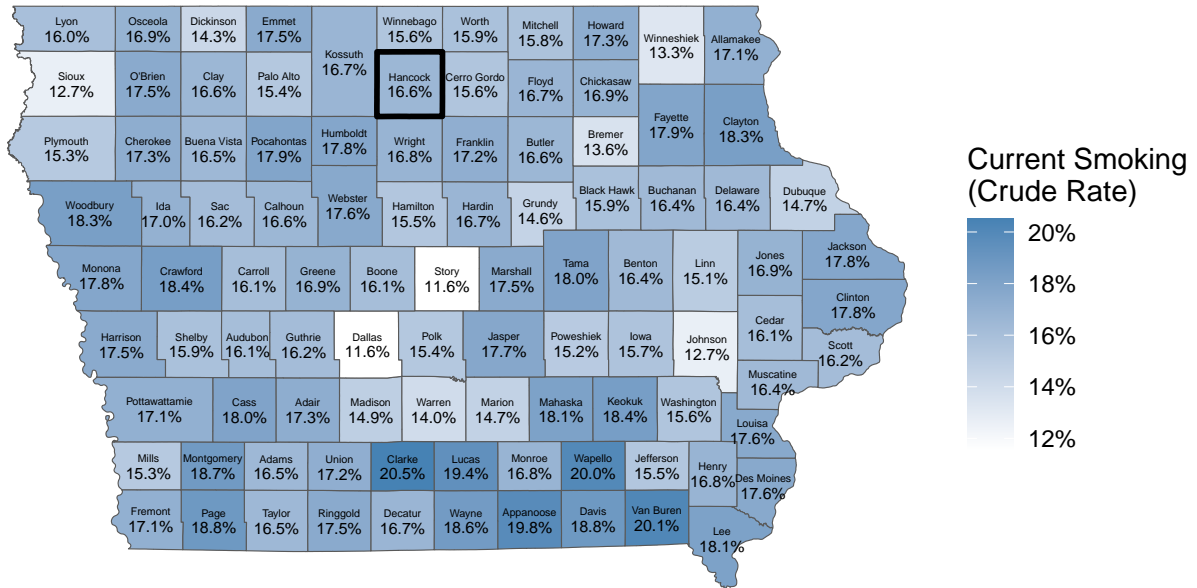 Lyon
16.0%
Osceola
16.9%
Dickinson
14.3%
Emmet
17.5%
Kossuth
16.7%
Winnebago
15.6%
Worth
15.9%
Mitchell
15.8%
Howard
17.3%
Winneshiek
13.3%
Allamakee
17.1%
Sioux
12.7%
O'Brien
17.5%
Clay
16.6%
Palo Alto
15.4%
Hancock
16.6%
Cerro Gordo
15.6%
Floyd
16.7%
Chickasaw
16.9%
Fayette
17.9%
Clayton
18.3%
Plymouth
15.3%
Cherokee
17.3%
Buena Vista
16.5%
Pocahontas
17.9%
Humboldt
17.8%
Wright
16.8%
Franklin
17.2%
Butler
16.6%
Bremer
13.6%
Woodbury
18.3%
Ida
17.0%
Sac
16.2%
Calhoun
16.6%
Webster
17.6%
Hamilton
15.5%
Hardin
16.7%
Grundy
14.6%
Black Hawk
15.9%
Buchanan
16.4%
Delaware
16.4%
Dubuque
14.7%
Monona
17.8%
Crawford
18.4%
Carroll
16.1%
Greene
16.9%
Boone
16.1%
Story
11.6%
Marshall
17.5%
Tama
18.0%
Benton
16.4%
Linn
15.1%
Jones
16.9%
Jackson
17.8%
Clinton
17.8%
Harrison
17.5%
Shelby
15.9%
Audubon
16.1%
Guthrie
16.2%
Dallas
11.6%
Polk
15.4%
Jasper
17.7%
Poweshiek
15.2%
Iowa
15.7%
Johnson
12.7%
Cedar
16.1%
Scott
16.2%
Muscatine
16.4%
Pottawattamie
17.1%
Cass
18.0%
Adair
17.3%
Madison
14.9%
Warren
14.0%
Marion
14.7%
Mahaska
18.1%
Keokuk
18.4%
Washington
15.6%
Louisa
17.6%
Mills
15.3%
Montgomery
18.7%
Adams
16.5%
Union
17.2%
Clarke
20.5%
Lucas
19.4%
Monroe
16.8%
Wapello
20.0%
Jefferson
15.5%
Henry
16.8%
Des Moines
17.6%
Fremont
17.1%
Page
18.8%
Taylor
16.5%
Ringgold
17.5%
Decatur
16.7%
Wayne
18.6%
Appanoose
19.8%
Davis
18.8%
Van Buren
20.1%
Lee
18.1%
Current Smoking
(Crude Rate)
20%
18%
16%
14%
12%